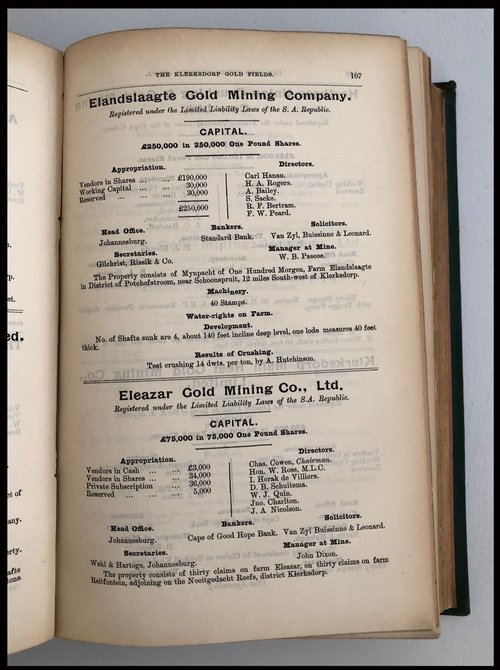 THE KLERKSDORP GOLD FIELDS. 107
Elandslaagte Gold Mining Company.
Registered under the Limited Liability Laws of the S. A. Republic.
CAPITAL.
£250,000 in 250,000 One Pound Shares.
Appropriation.
Vendors in Shares ... ... £190,000
Working Capital ... ... 30,000
Reserved ... ... ... 30,000
£250,000
Directors.
Carl Hanau.
H. A. Rogers.
A. Bailey.
S. Sacke.
R. F. Bertram.
F. W. Peard.
Head Office.
Johannesburg.
Bankers.
Standard Bank.
Solicitors.
Van Zyl, Buissinne & Leonard.
Secretaries.
Gilchrist, Rissik & Co.
Manager at Mine.
W. B. Pascoe.
The Property consists of Mynpacht of One Hundred Morgen, Farm Elandslaagte
in District of Potchefstroom, near Schoonspruit, 12 miles South-west of Klerksdorp.
Machinery.
40 Stamps.
Water-rights on Farm.
Development.
No. of Shafts sunk are 4, about 140 feet incline deep level, one lode measures 40 feet
thick.
Results of Crushing.
Test crushing 14 dwts. per ton, by A. Hutchinson.
Eleazar Gold Mining Co., Ltd.
Registered under the Limited Liability Laws of the S.A. Republic.
CAPITAL.
£75,000 in 75,000 One Pound Shares.
Appropriation.
Vendors in Cash ... ... £3,000
Vendors in Shares ... ... 34,000
Private Subscription ... 36,000
Reserved ... ... ... 5,000
Directors.
Chas. Cowen, Chairman.
Hon. W. Ross, M.L.C.
I. Horak de Villiers.
D. B. Schuitema.
W. J. Quin.
Jno. Charlton.
J. A. Nicolson.
Head Office.
Johannesburg.
Bankers.
Cape of Good Hope Bank.
Solicitors.
Van Zyl Buissinne & Leonard.
Secretaries.
Wehl & Hartogs, Johannesburg.
Manager at Mine.
John Dixon.
The property consists of thirty claims on farm Eleazar, on thirty claims on farm
Reitfontein, adjoining on the Nooitgedacht Reefs, district Klerksdorp.